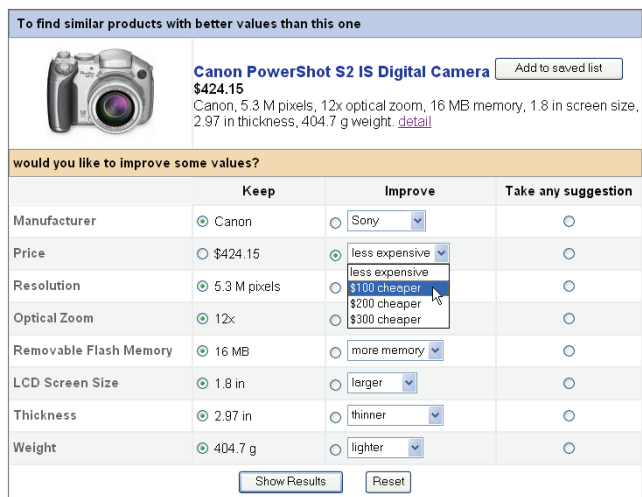 To find similar products with better values than this one
Canon PowerShot S2 IS Digital Camera Add to saved list
$424.15
Canon, 5.3 M pixels, 12x optical zoom, 16 MB memory, 1.8 in screen size,
2.97 in thickness, 404.7 g weight. detail
would you like to improve some values?
Keep Improve Take any suggestion
Manufacturer Canon Sony
Price $424.15 less expensive
less expensive
Resolution 5.3 M pixels $100 cheaper
$200 cheaper
Optical Zoom 12x $300 cheaper
Removable Flash Memory 16 MB more memory
LCD Screen Size 1.8 in larger
Thickness 2.97 in thinner
Weight 404.7 g lighter
Show Results Reset